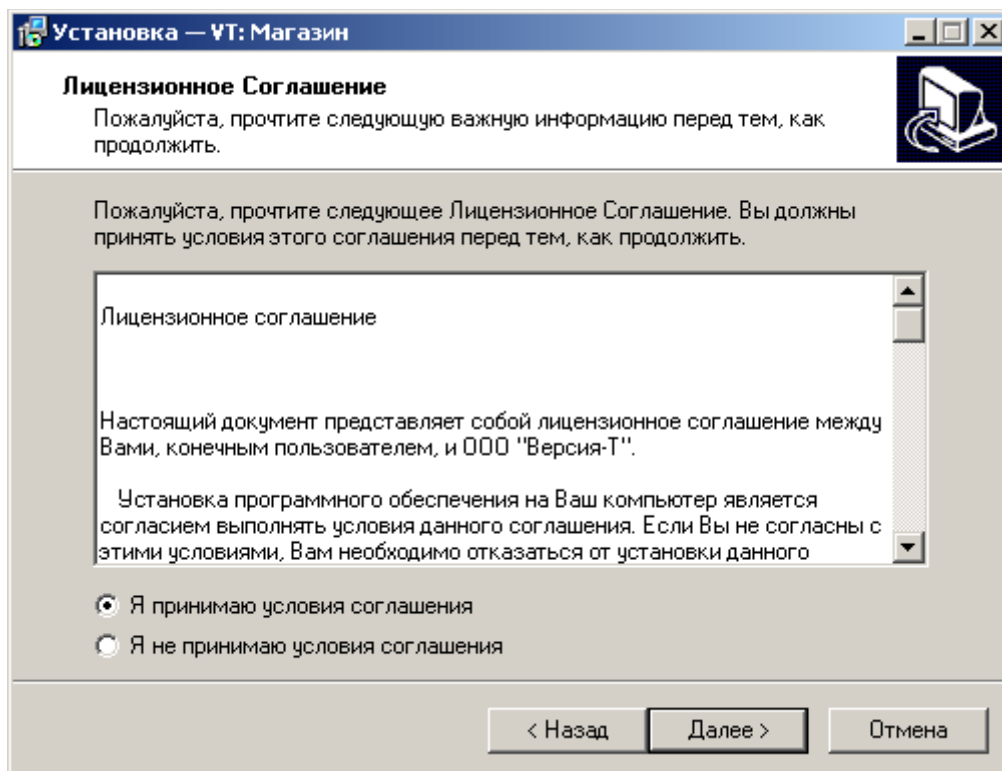 Установка — VT: Магазин
Лицензионное Соглашение
Пожалуйста, прочтите следующую важную информацию перед тем, как
продолжить.
Пожалуйста, прочтите следующее Лицензионное Соглашение. Вы должны
принять условия этого соглашения перед тем, как продолжить.
Лицензионное соглашение
Настоящий документ представляет собой лицензионное соглашение между
Вами, конечным пользователем, и ООО "Версия-Т".
Установка программного обеспечения на Ваш компьютер является
согласием выполнять условия данного соглашения. Если Вы не согласны с
этими условиями, Вам необходимо отказаться от установки данного
Я принимаю условия соглашения
Я не принимаю условия соглашения
< Назад
Далее >
Отмена